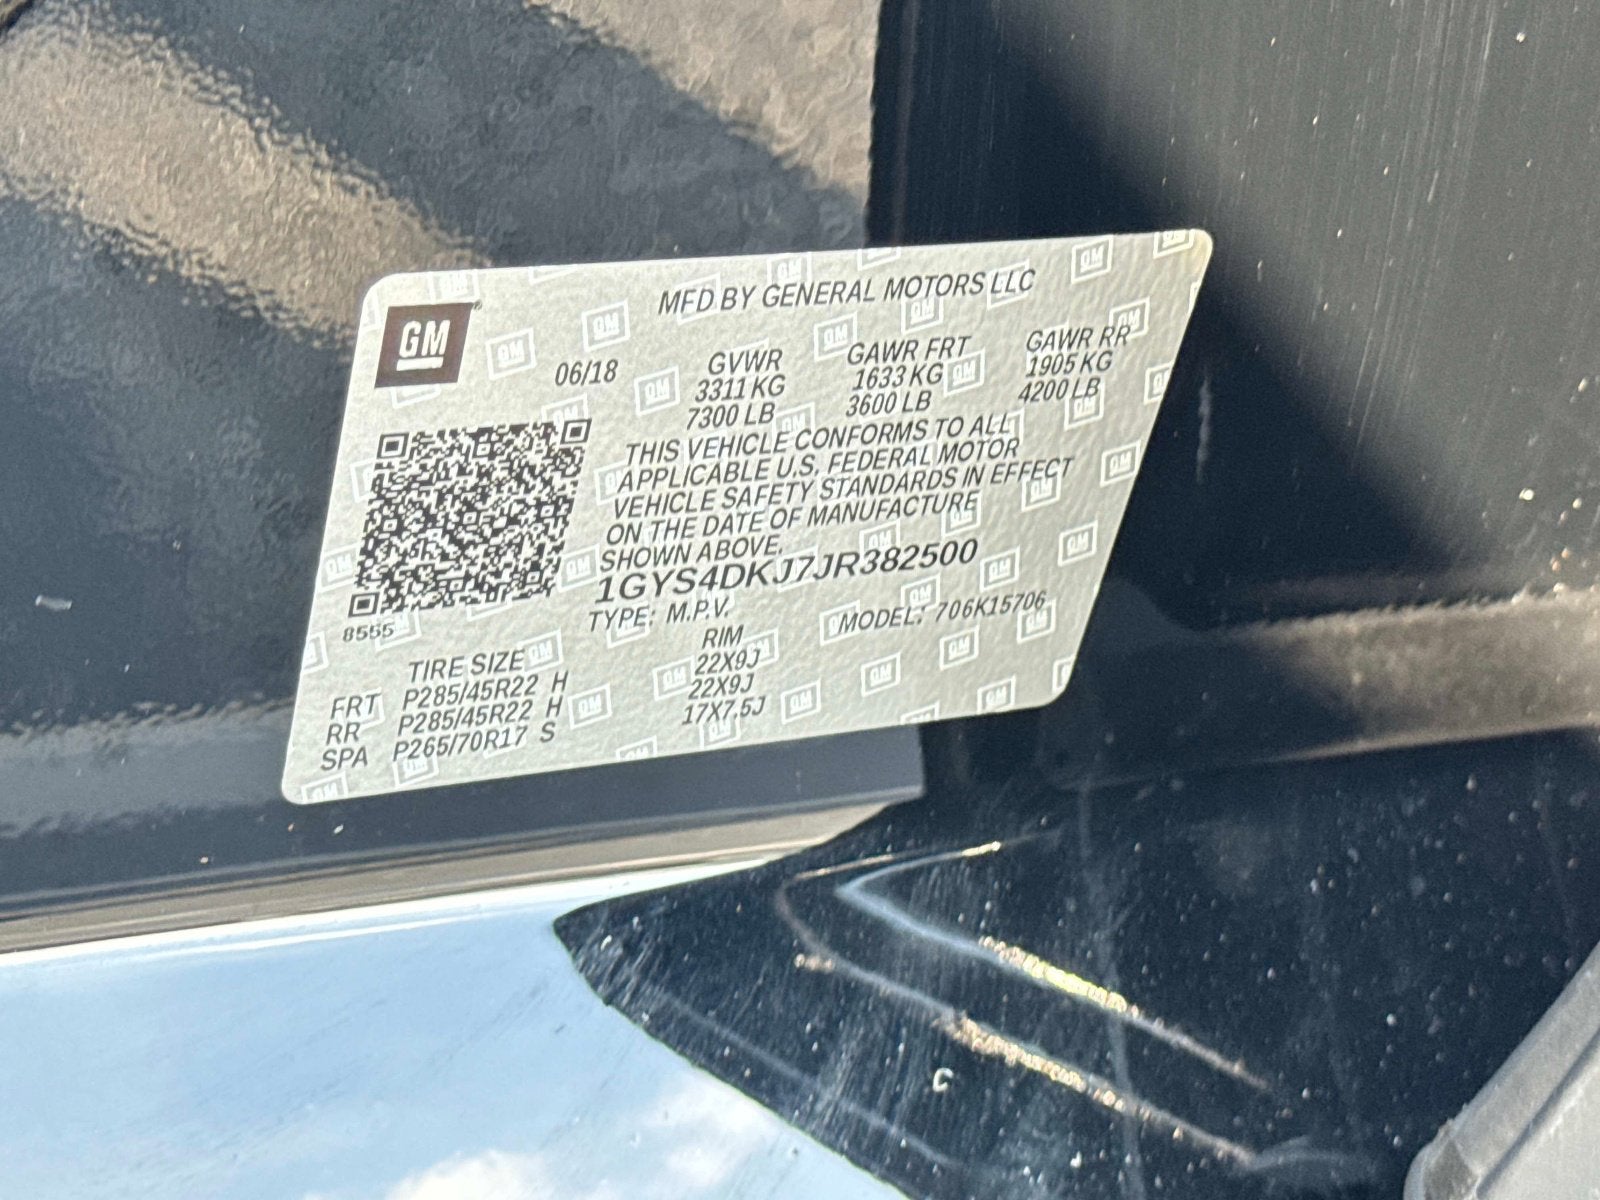 MFD BY GENERAL MOTORS LLC
GM
06/18 GVWR GAWR FRT GAWR RR
3311 KG 1633 KG 1905 KG
7300 LB 3600 LB 4200 LB
THIS VEHICLE CONFORMS TO ALL
APPLICABLE U.S. FEDERAL MOTOR
VEHICLE SAFETY STANDARDS IN EFFECT
ON THE DATE OF MANUFACTURE
SHOWN ABOVE.
1GYS4DKJ7JR382500
8555 TYPE: M.P.V. MODEL: 706K15706
TIRE SIZE RIM
FRT P285/45R22 H 22X9J
RR P285/45R22 H 22X9J
SPA P265/70R17 S 17X7.5J